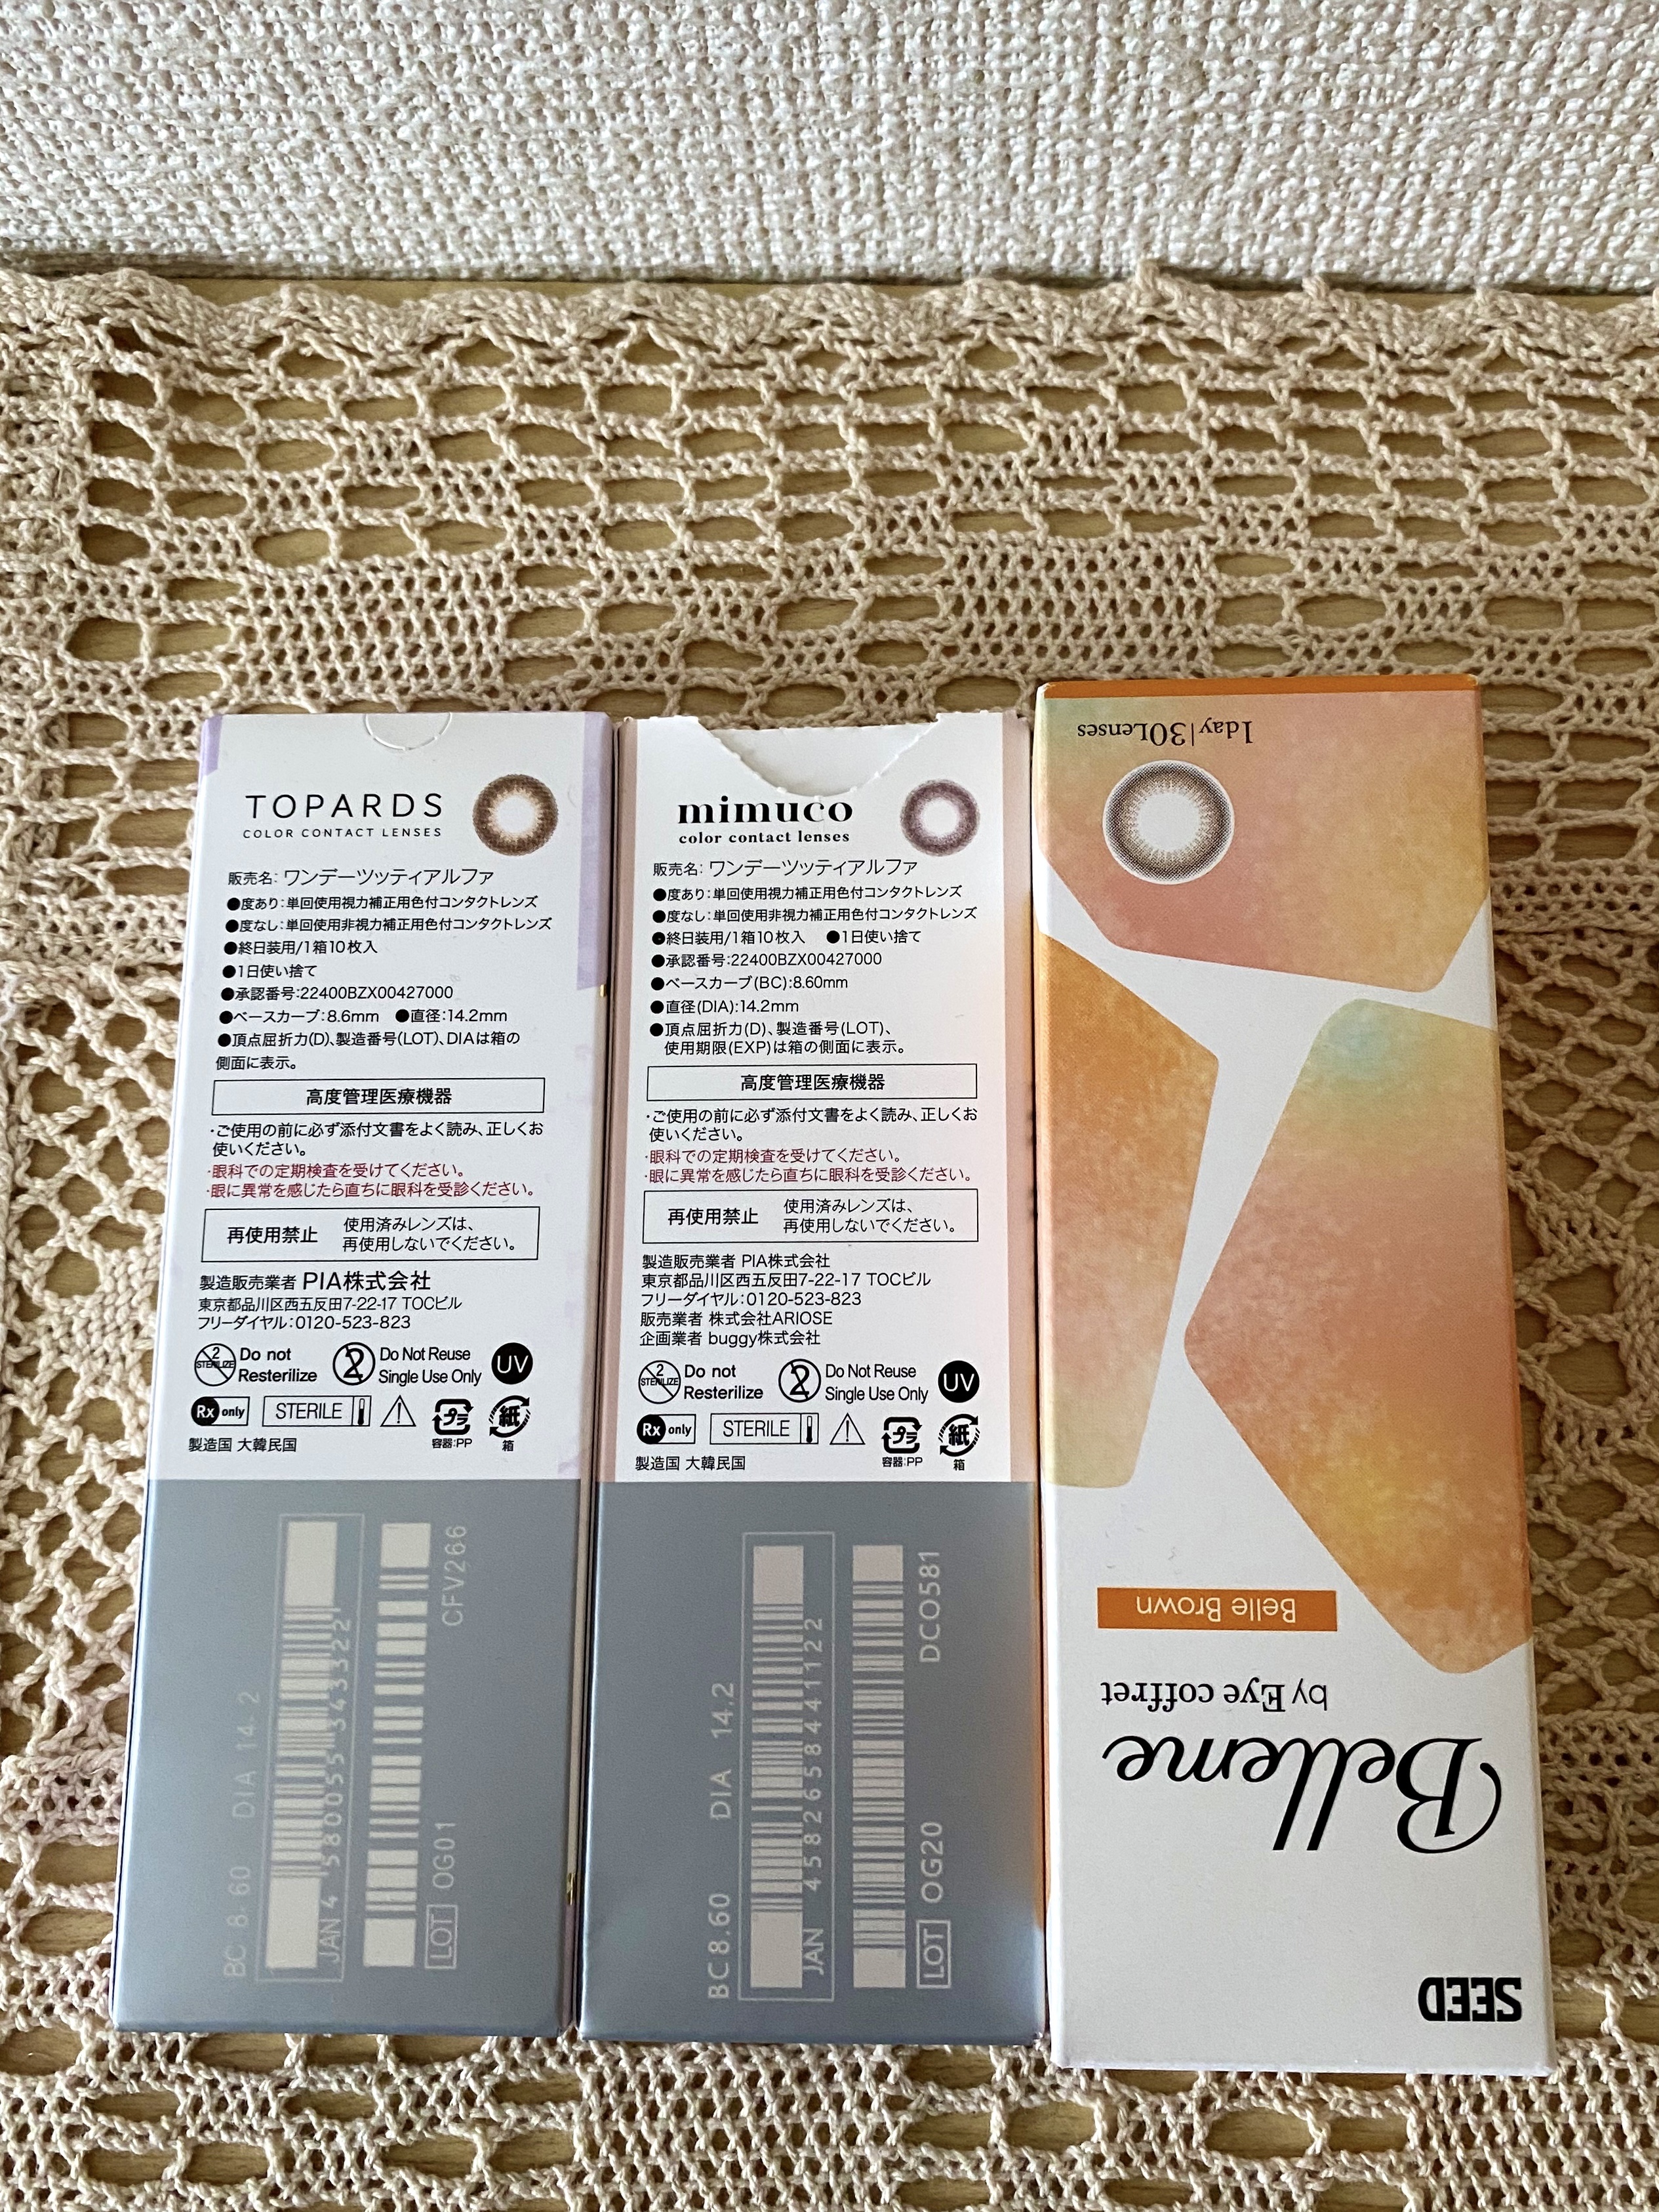 TOPARDS
COLOR CONTACT LENSES
販売名: ワンデーツッティアルファ
●度あり:単回使用視力補正用色付コンタクトレンズ
●度なし:単回使用非視力補正用色付コンタクトレンズ
●終日装用/1箱10枚入
●1日使い捨て
●承認番号:22400BZX00427000
●ベースカーブ:8.6mm ●直径:14.2mm
●頂点屈折力(D)、製造番号(LOT)、DIAは箱の
側面に表示。
高度管理医療機器
・ご使用の前に必ず添付文書をよく読み、正しくお
使いください。
・眼科での定期検査を受けてください。
・眼に異常を感じたら直ちに眼科を受診ください。
再使用禁止 使用済みレンズは、
再使用しないでください。
製造販売業者 PIA株式会社
東京都品川区西五反田7-22-17 TOCビル
フリーダイヤル:0120-523-823
2 STERILIZE Do not
Resterilize
2 Do Not Reuse
Single Use Only
UV
Rx only STERILE プラ 紙
容器:PP 箱
製造国 大韓民国
BC 8.60 DIA 14.2
JAN 4580055343322
CFV266
LOT OG01
mimuco
color contact lenses
販売名: ワンデーツッティアルファ
●度あり:単回使用視力補正用色付コンタクトレンズ
●度なし:単回使用非視力補正用色付コンタクトレンズ
●終日装用/1箱10枚入 ●1日使い捨て
●承認番号:22400BZX00427000
●ベースカーブ(BC):8.60mm
●直径(DIA):14.2mm
●頂点屈折力(D)、製造番号(LOT)、
使用期限(EXP)は箱の側面に表示。
高度管理医療機器
・ご使用の前に必ず添付文書をよく読み、正しくお
使いください。
・眼科での定期検査を受けてください。
・眼に異常を感じたら直ちに眼科を受診ください。
再使用禁止 使用済みレンズは、
再使用しないでください。
製造販売業者 PIA株式会社
東京都品川区西五反田7-22-17 TOCビル
フリーダイヤル:0120-523-823
販売業者 株式会社ARIOSE
企画業者 buggy株式会社
2 STERILIZE Do not
Resterilize
2 Do Not Reuse
Single Use Only
UV
Rx only STERILE プラ 紙
容器:PP 箱
製造国 大韓民国
BC 8.60 DIA 14.2
JAN 4582658441122
DCO581
LOT OG20
SEED
Belleme
by Eye coffret
Belle Brown
1day|30Lenses